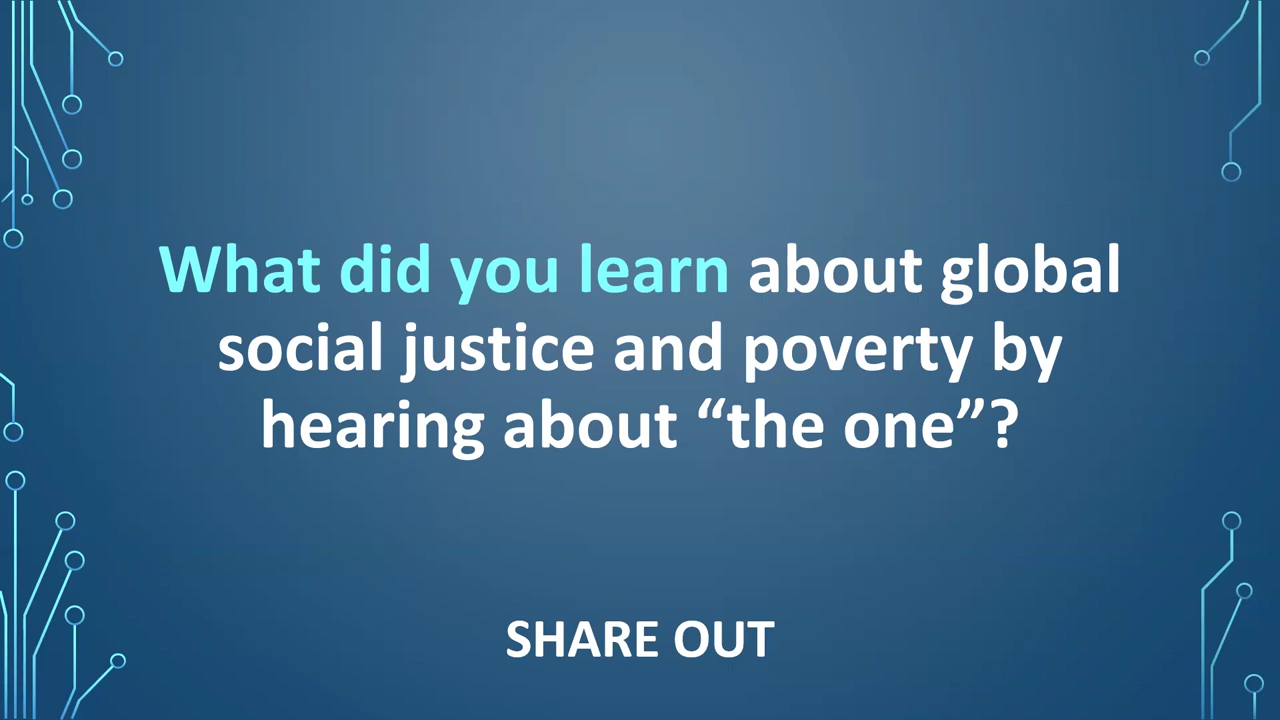 What did you learn about global
social justice and poverty by
hearing about “the one”?
SHARE OUT